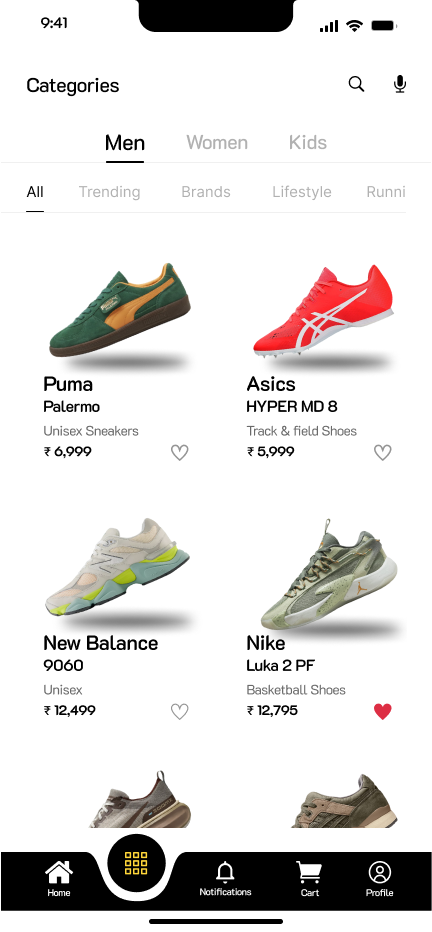 9:41
Categories
Men Women Kids
All Trending Brands Lifestyle Runni
Puma
Palermo
Unisex Sneakers
₹ 6,999
Asics
HYPER MD 8
Track & field Shoes
₹ 5,999
New Balance
9060
Unisex
₹ 12,499
Nike
Luka 2 PF
Basketball Shoes
₹ 12,795
Home
Notifications
Cart
Profile